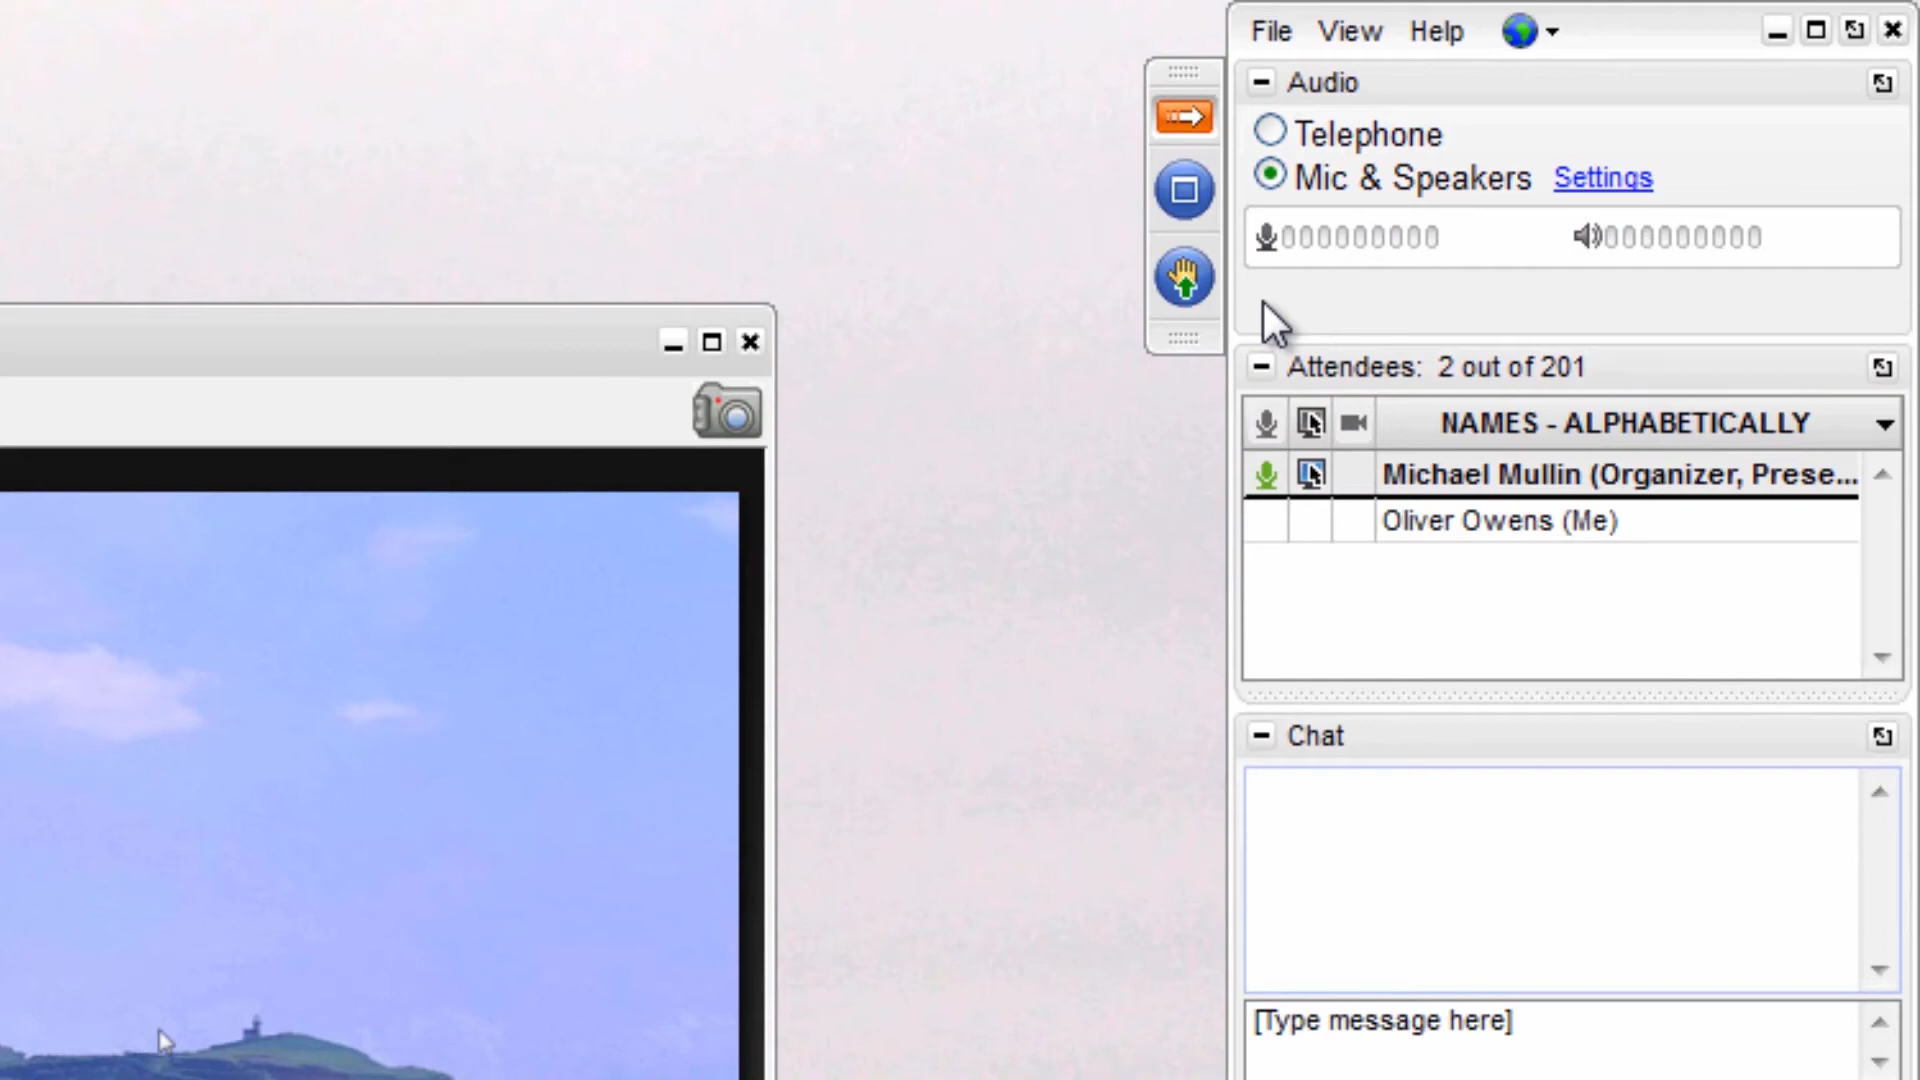 File View Help
Audio
Telephone
Mic & Speakers Settings
Attendees: 2 out of 201
NAMES - ALPHABETICALLY
Michael Mullin (Organizer, Prese...
Oliver Owens (Me)
Chat
[Type message here]